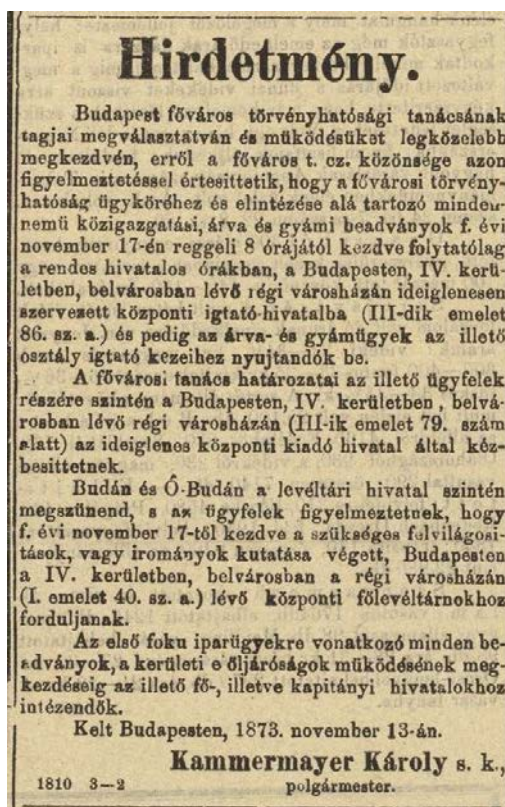 Hirdetmény.
Budapest főváros törvényhatósági tanácsának
tagjai megválasztatván és működésüket legközelebb
megkezdvén, erről a főváros t. cz. közönsége azon
figyelmeztetéssel értesittetik, hogy a fővárosi törvény-
hatóság ügyköréhez és elintézése alá tartozó minden-
nemü közigazgatási, árva és gyámi beadványok f. évi
november 17-én reggeli 8 órájától kezdve folytatólag
a rendes hivatalos órákban, a Budapesten, IV. kerü-
letben, belvárosban lévő régi városházán ideiglenesen
szervezett központi igtató-hivatalba (III-dik emelet
86. sz. a.) és pedig az árva- és gyámügyek az illető
osztály igtató kezeihez nyujtandók be.
A fővárosi tanács határozatai az illető ügyfelek
részére szintén a Budapesten, IV. kerületben, belvá-
rosban lévő régi városházán (III-ik emelet 79. szám
alatt) az ideiglenes központi kiadó hivatal által kéz-
besittetnek.
Budán és Ó-Budán a levéltári hivatal szintén
megszünend, s az ügyfelek figyelmeztetnek, hogy
f. évi november 17-től kezdve a szükséges felvilágosi-
tások, vagy irományok kutatása végett, Budapesten
a IV. kerületben, belvárosban a régi városházán
(I. emelet 40. sz. a.) lévő központi főlevéltárnokhoz
forduljanak.
Az első foku iparügyekre vonatkozó minden be-
adványok, a kerületi e öljáróságok müködésének meg-
kezdéseig az illető fő-, illetve kapitányi hivatalokhoz
intézendők.
Kelt Budapesten, 1873. november 13-án.
Kammermayer Károly s. k.,
1810 3—2 polgármester.